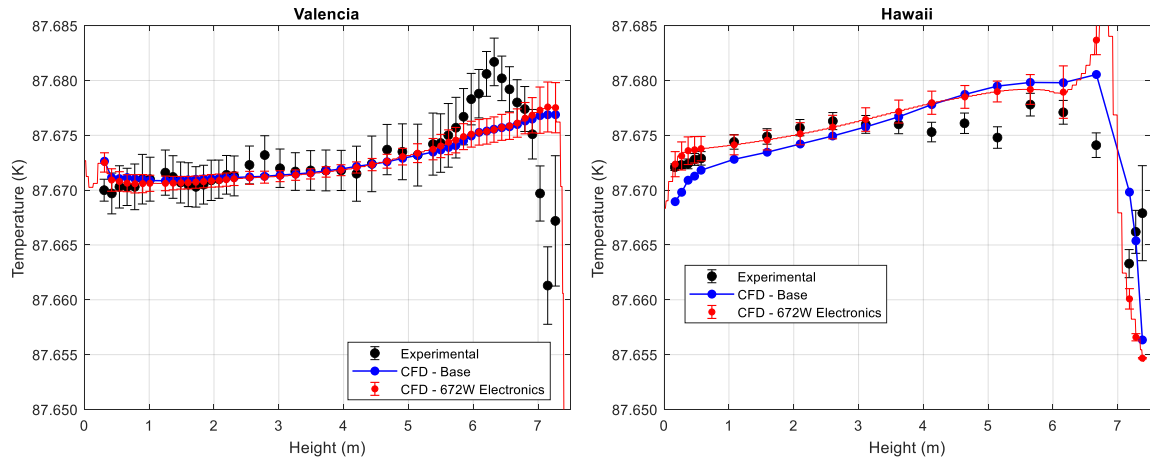 Valencia
87.685
87.680
87.675
87.670
87.665
87.660
87.655
87.650
Temperature (K)
0 1 2 3 4 5 6 7
Height (m)
Experimental
CFD - Base
CFD - 672W Electronics
Hawaii
87.685
87.680
87.675
87.670
87.665
87.660
87.655
87.650
Temperature (K)
0 1 2 3 4 5 6 7
Height (m)
Experimental
CFD - Base
CFD - 672W Electronics